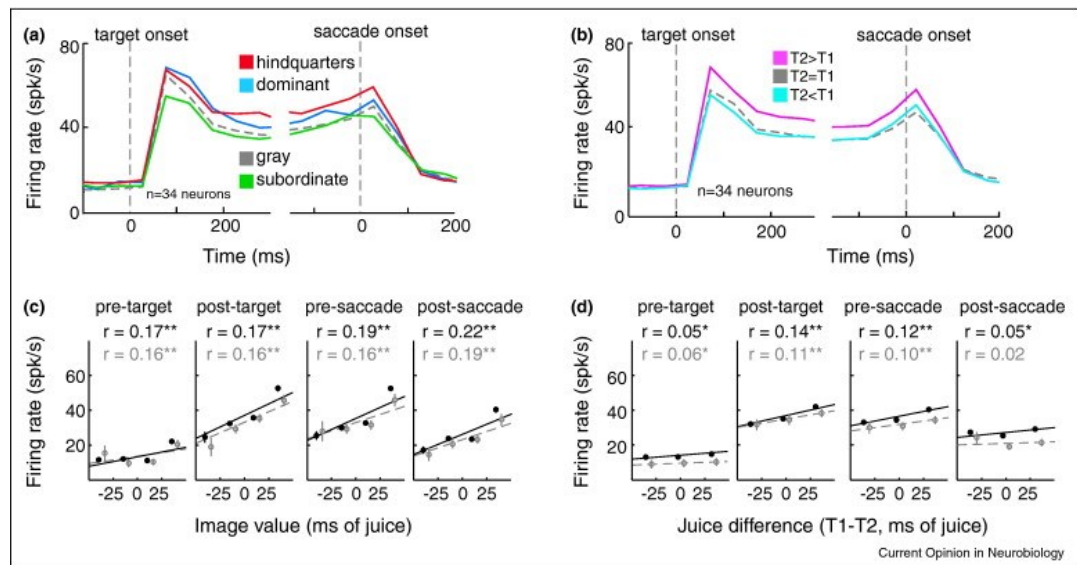 (a)
target onset
saccade onset
80
40
0
Firing rate (spk/s)
hindquarters
dominant
gray
subordinate
n=34 neurons
0
200
0
200
Time (ms)
(b)
target onset
saccade onset
80
40
0
Firing rate (spk/s)
T2>T1
T2=T1
T2<T1
n=34 neurons
0
200
0
200
Time (ms)
(c)
pre-target
post-target
pre-saccade
post-saccade
r = 0.17** r = 0.17** r = 0.19** r = 0.22**
r = 0.16** r = 0.16** r = 0.16** r = 0.19**
Firing rate (spk/s)
60
40
20
-25 0 25 -25 0 25 -25 0 25 -25 0 25
Image value (ms of juice)
(d)
pre-target
post-target
pre-saccade
post-saccade
r = 0.05* r = 0.14** r = 0.12** r = 0.05*
r = 0.06* r = 0.11** r = 0.10** r = 0.02
Firing rate (spk/s)
60
40
20
-25 0 25 -25 0 25 -25 0 25 -25 0 25
Juice difference (T1-T2, ms of juice)
Current Opinion in Neurobiology